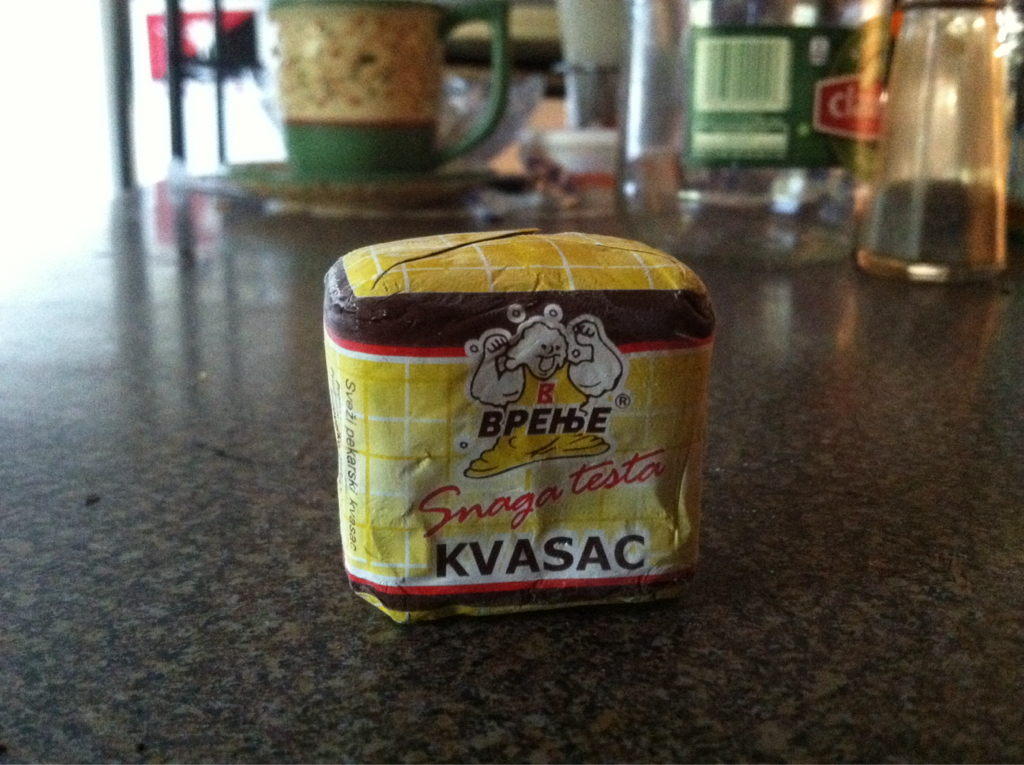 В
ВРЕЊЕ®
Snaga testa
KVASAC
Sveži pekarski kvasac